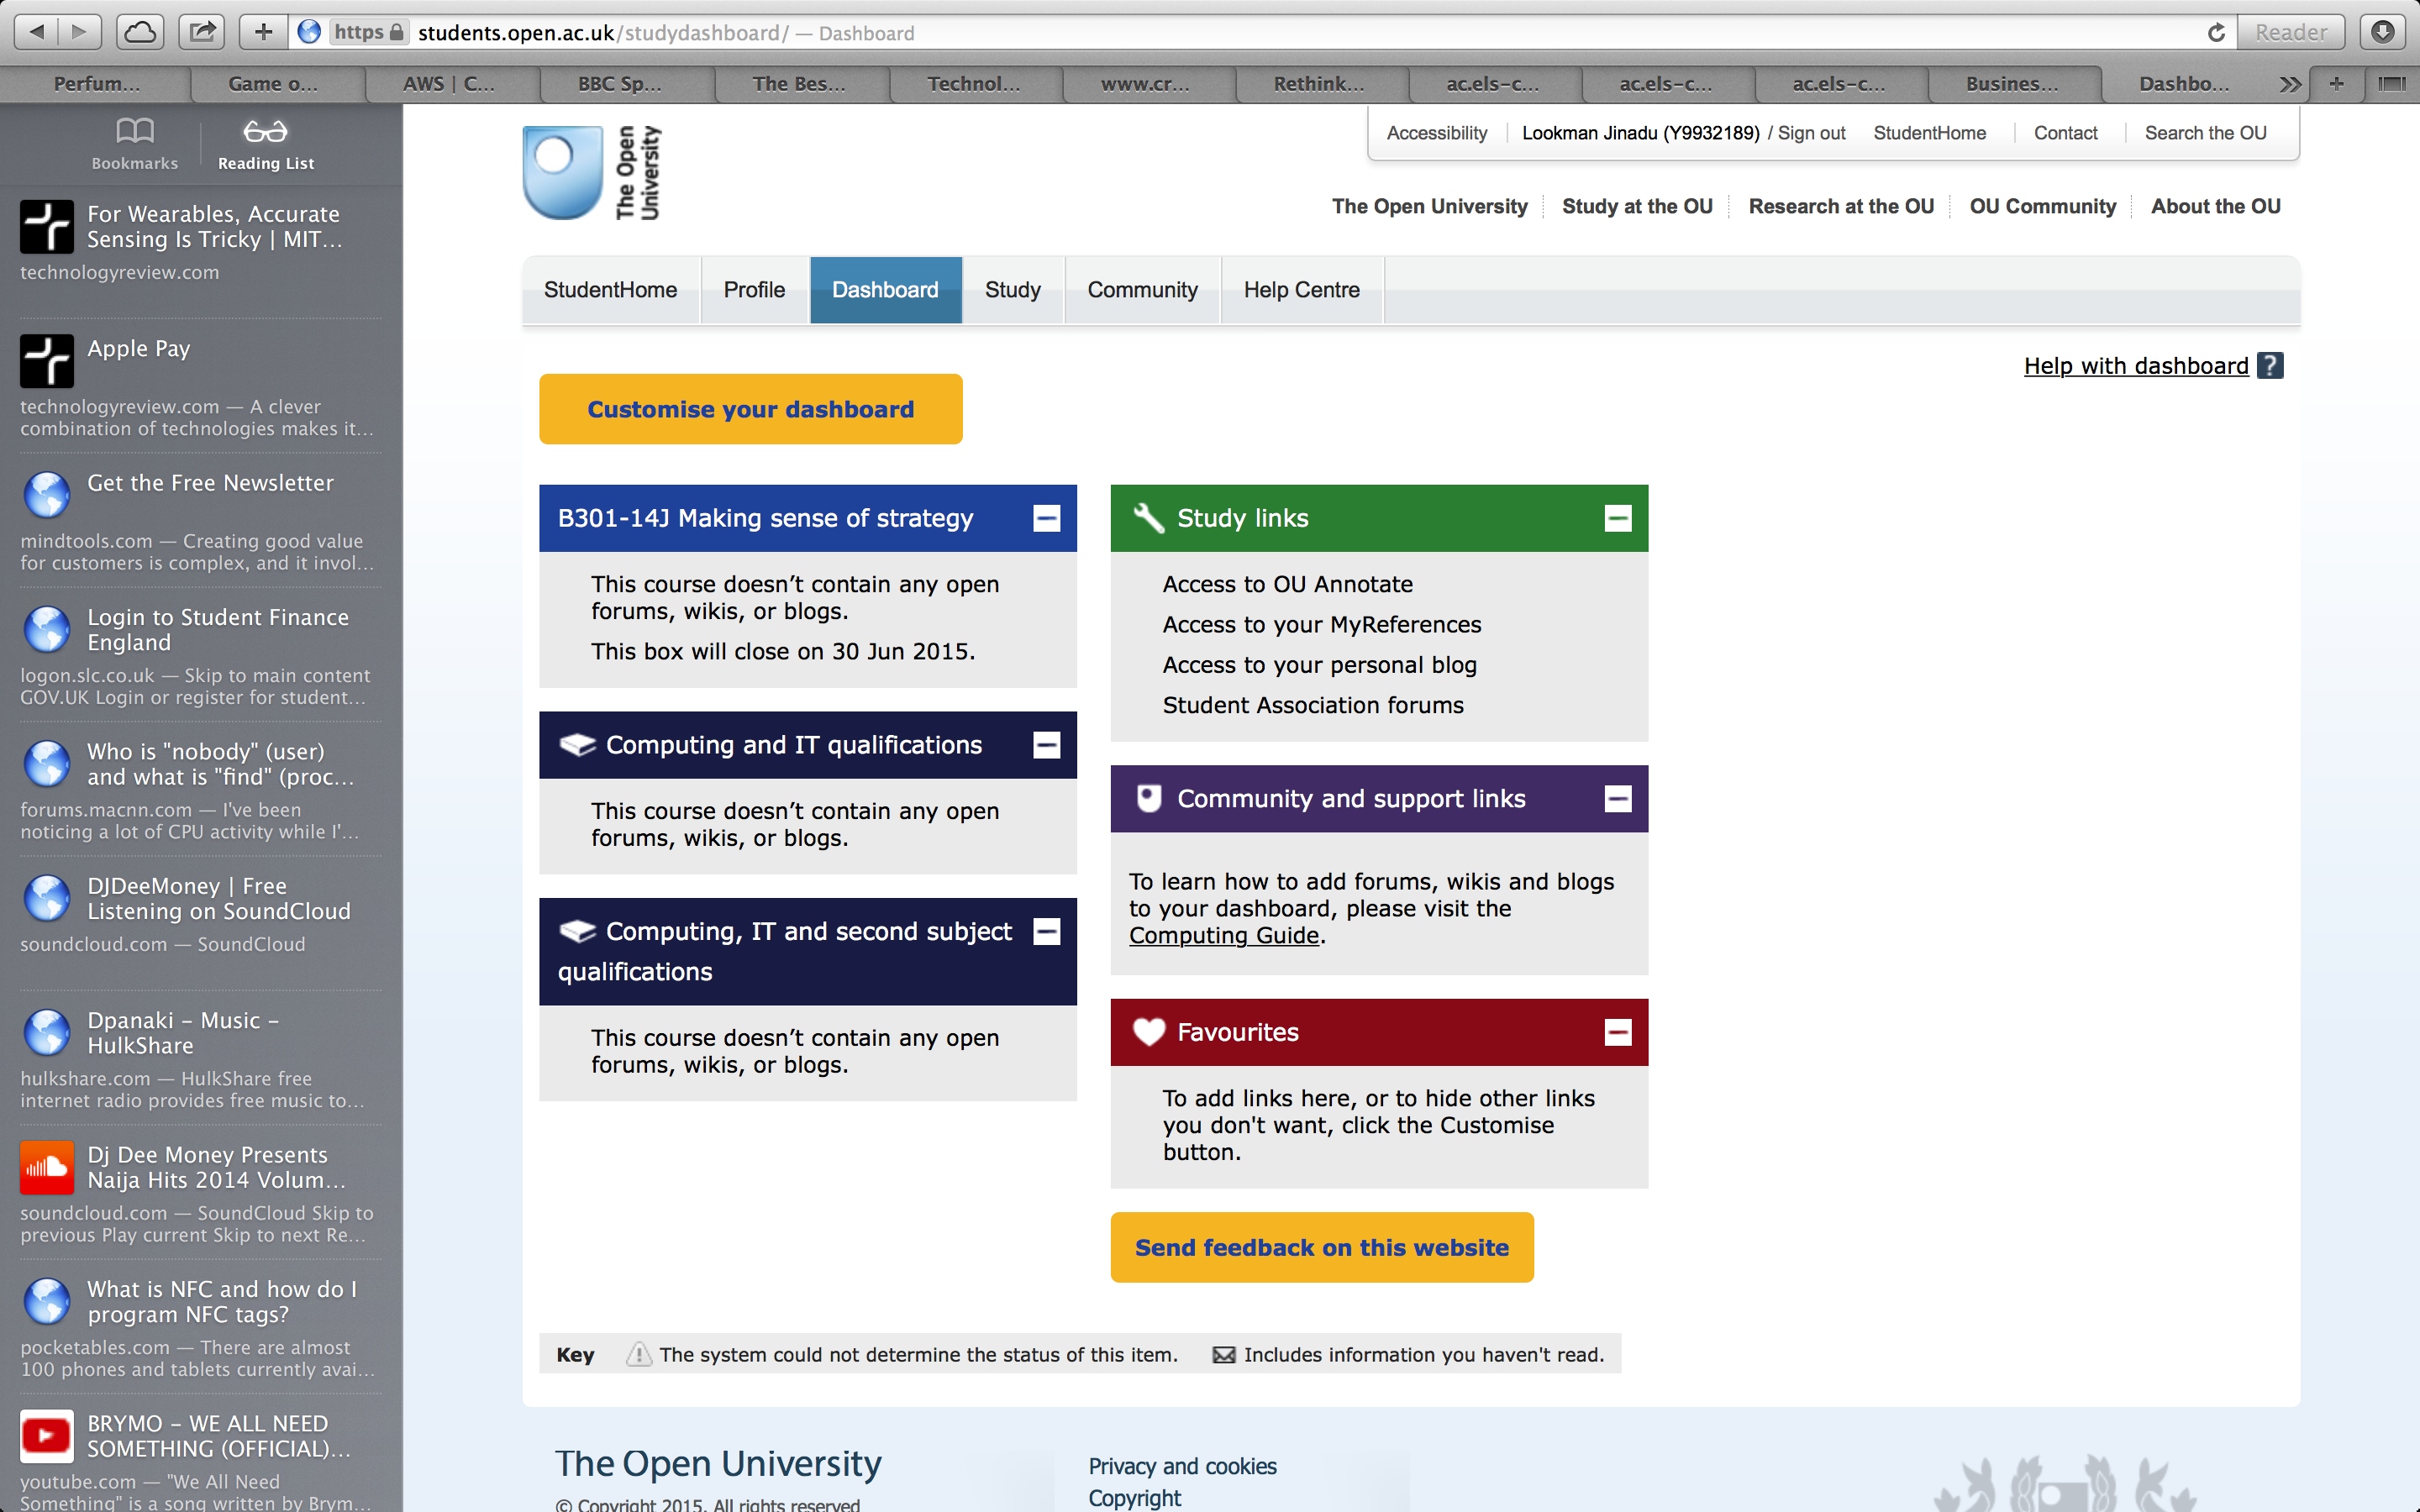 https students.open.ac.uk/studydashboard/ — Dashboard
Reader
Perfum...
Game o...
AWS | C...
BBC Sp...
The Bes...
Technol...
www.cr...
Rethink...
ac.els-c...
ac.els-c...
ac.els-c...
Busines...
Dashbo...
Bookmarks
Reading List
For Wearables, Accurate
Sensing Is Tricky | MIT...
technologyreview.com
Apple Pay
technologyreview.com — A clever
combination of technologies makes it...
Get the Free Newsletter
mindtools.com — Creating good value
for customers is complex, and it invol...
Login to Student Finance
England
logon.slc.co.uk — Skip to main content
GOV.UK Login or register for student...
Who is "nobody" (user)
and what is "find" (proc...
forums.macnn.com — I've been
noticing a lot of CPU activity while I'...
DJDeeMoney | Free
Listening on SoundCloud
soundcloud.com — SoundCloud
Dpanaki – Music –
HulkShare
hulkshare.com — HulkShare free
internet radio provides free music to...
Dj Dee Money Presents
Naija Hits 2014 Volum...
soundcloud.com — SoundCloud Skip to
previous Play current Skip to next Re...
What is NFC and how do I
program NFC tags?
pocketables.com — There are almost
100 phones and tablets currently avai...
BRYMO – WE ALL NEED
SOMETHING (OFFICIAL)...
youtube.com — "We All Need
Something" is a song written by Brym...
The Open
University
Accessibility
Lookman Jinadu (Y9932189) / Sign out
StudentHome
Contact
Search the OU
The Open University
Study at the OU
Research at the OU
OU Community
About the OU
StudentHome
Profile
Dashboard
Study
Community
Help Centre
Help with dashboard ?
Customise your dashboard
B301-14J Making sense of strategy
This course doesn’t contain any open
forums, wikis, or blogs.
This box will close on 30 Jun 2015.
Computing and IT qualifications
This course doesn’t contain any open
forums, wikis, or blogs.
Computing, IT and second subject
qualifications
This course doesn’t contain any open
forums, wikis, or blogs.
Study links
Access to OU Annotate
Access to your MyReferences
Access to your personal blog
Student Association forums
Community and support links
To learn how to add forums, wikis and blogs
to your dashboard, please visit the
Computing Guide.
Favourites
To add links here, or to hide other links
you don't want, click the Customise
button.
Send feedback on this website
Key
The system could not determine the status of this item.
Includes information you haven't read.
The Open University
© Copyright 2015. All rights reserved
Privacy and cookies
Copyright